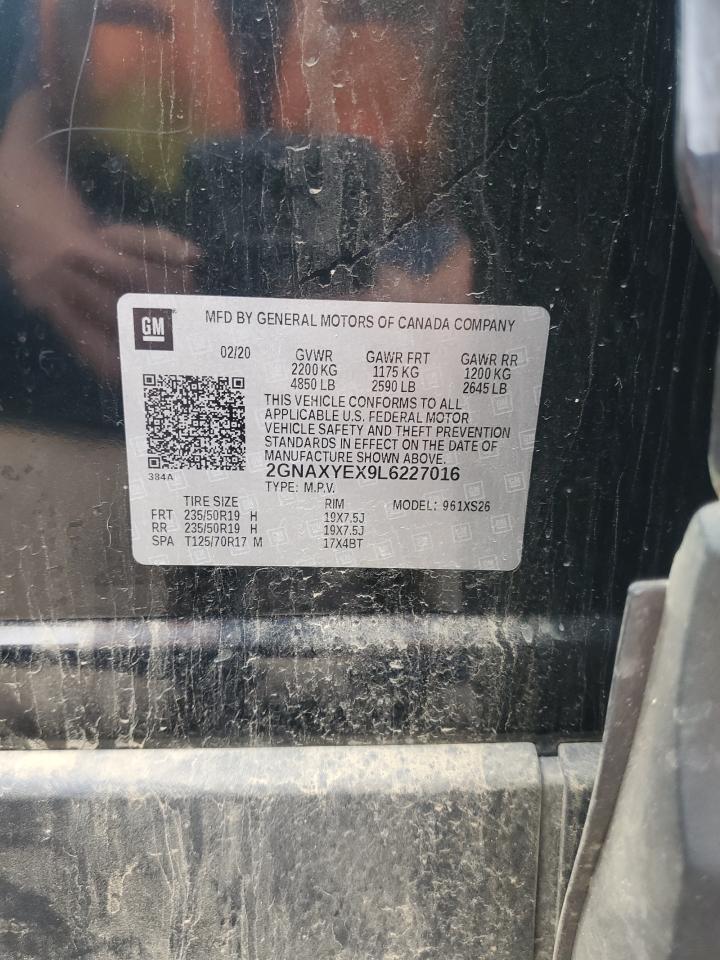 GM
MFD BY GENERAL MOTORS OF CANADA COMPANY
02/20 GVWR GAWR FRT GAWR RR
2200 KG 1175 KG 1200 KG
4850 LB 2590 LB 2645 LB
THIS VEHICLE CONFORMS TO ALL
APPLICABLE U.S. FEDERAL MOTOR
VEHICLE SAFETY AND THEFT PREVENTION
STANDARDS IN EFFECT ON THE DATE OF
MANUFACTURE SHOWN ABOVE.
384A
2GNAXYEX9L6227016
TYPE: M.P.V.
TIRE SIZE RIM MODEL: 961XS26
FRT 235/50R19 H 19X7.5J
RR 235/50R19 H 19X7.5J
SPA T125/70R17 M 17X4BT